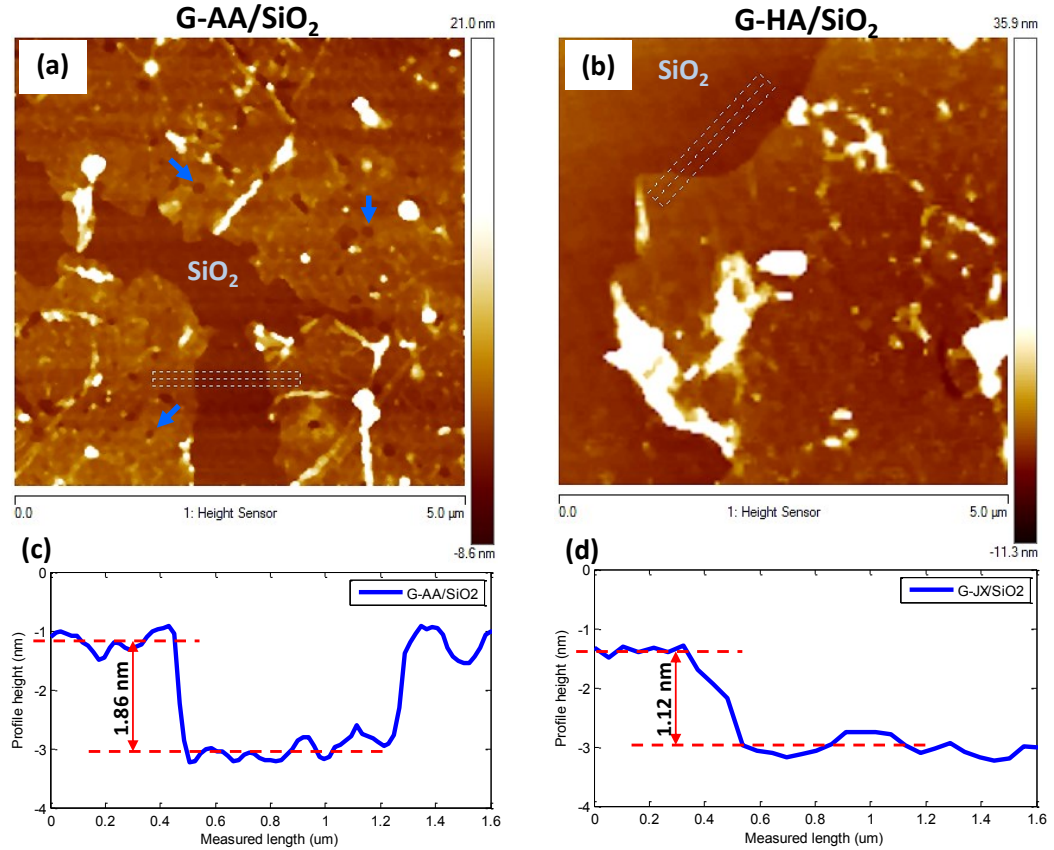 G-AA/SiO₂
G-HA/SiO₂
21.0 nm
35.9 nm
(a)
(b)
SiO₂
SiO₂
0.0
1: Height Sensor
5.0 µm
-8.6 nm
0.0
1: Height Sensor
5.0 µm
-11.3 nm
(c)
(d)
0
-1
-2
-3
-4
Profile height (nm)
G-AA/SiO2
1.86 nm
0 0.2 0.4 0.6 0.8 1 1.2 1.4 1.6
Measured length (um)
0
-1
-2
-3
-4
Profile height (nm)
G-JX/SiO2
1.12 nm
0 0.2 0.4 0.6 0.8 1 1.2 1.4 1.6
Measured length (um)